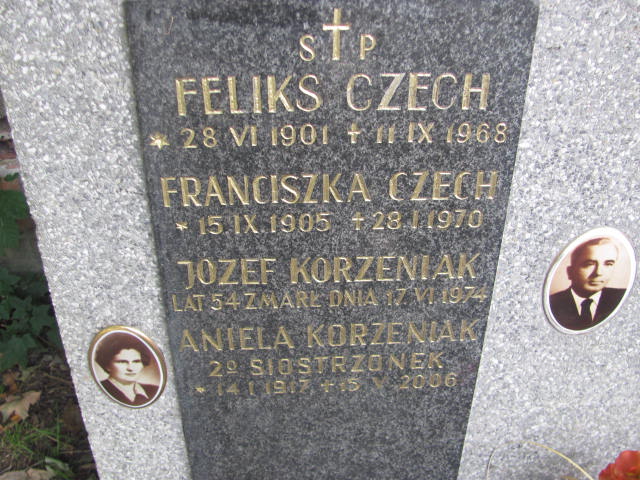 S P
FELIKS CZECH
* 28 VI 1901 + 11 IX 1968
FRANCISZKA CZECH
* 15 IX 1905 + 28 I 1970
JÓZEF KORZENIAK
LAT 54 ZMARŁ DNIA 17 VI 1974
ANIELA KORZENIAK
2º SIOSTRZONEK
* 14 I 1917 + 15 V 2006